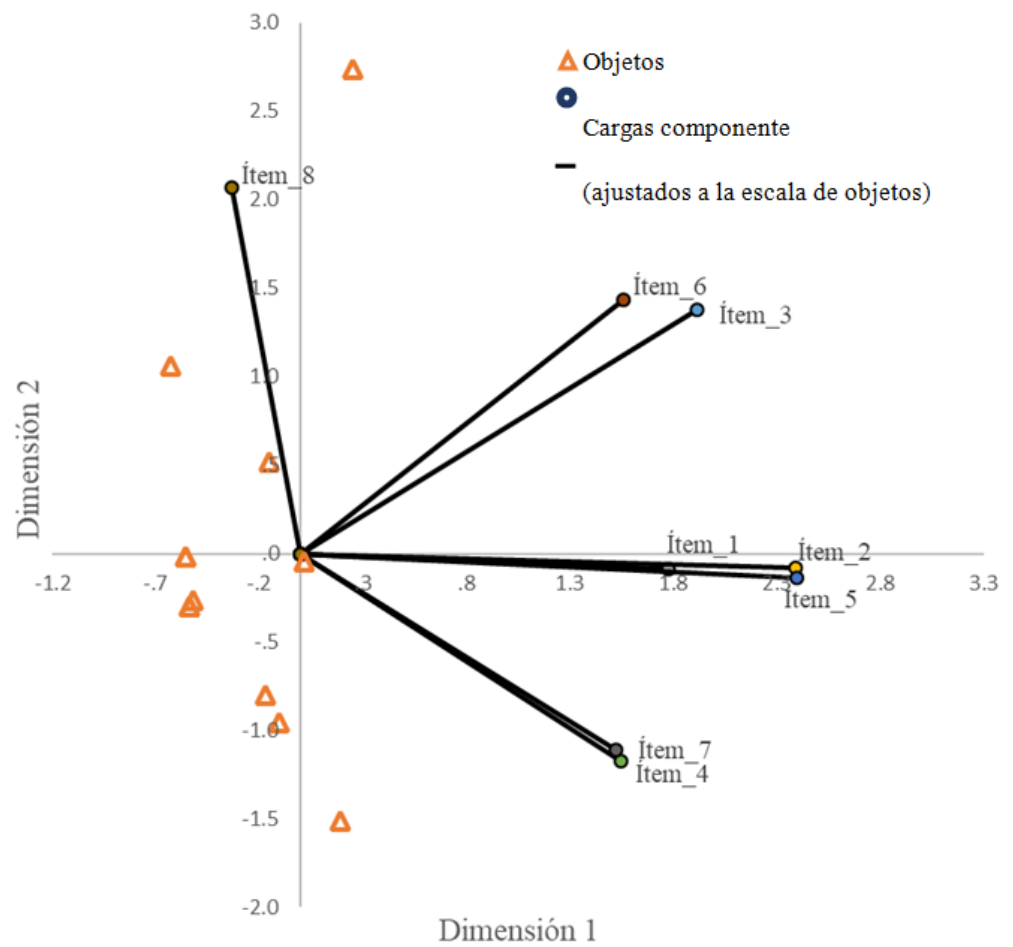 3.0
Objetos
2.5
Cargas componente
Ítem_8
(ajustados a la escala de objetos)
2.0
1.5
Ítem_6
Ítem_3
1.0
Dimensión 2
.5
Ítem_1
Ítem_2
.0
-1.2 -.7 -.2 .3 .8 1.3 1.8 2.3 2.8 3.3
Ítem_5
-.5
-1.0
Ítem_7
Ítem_4
-1.5
-2.0
Dimensión 1